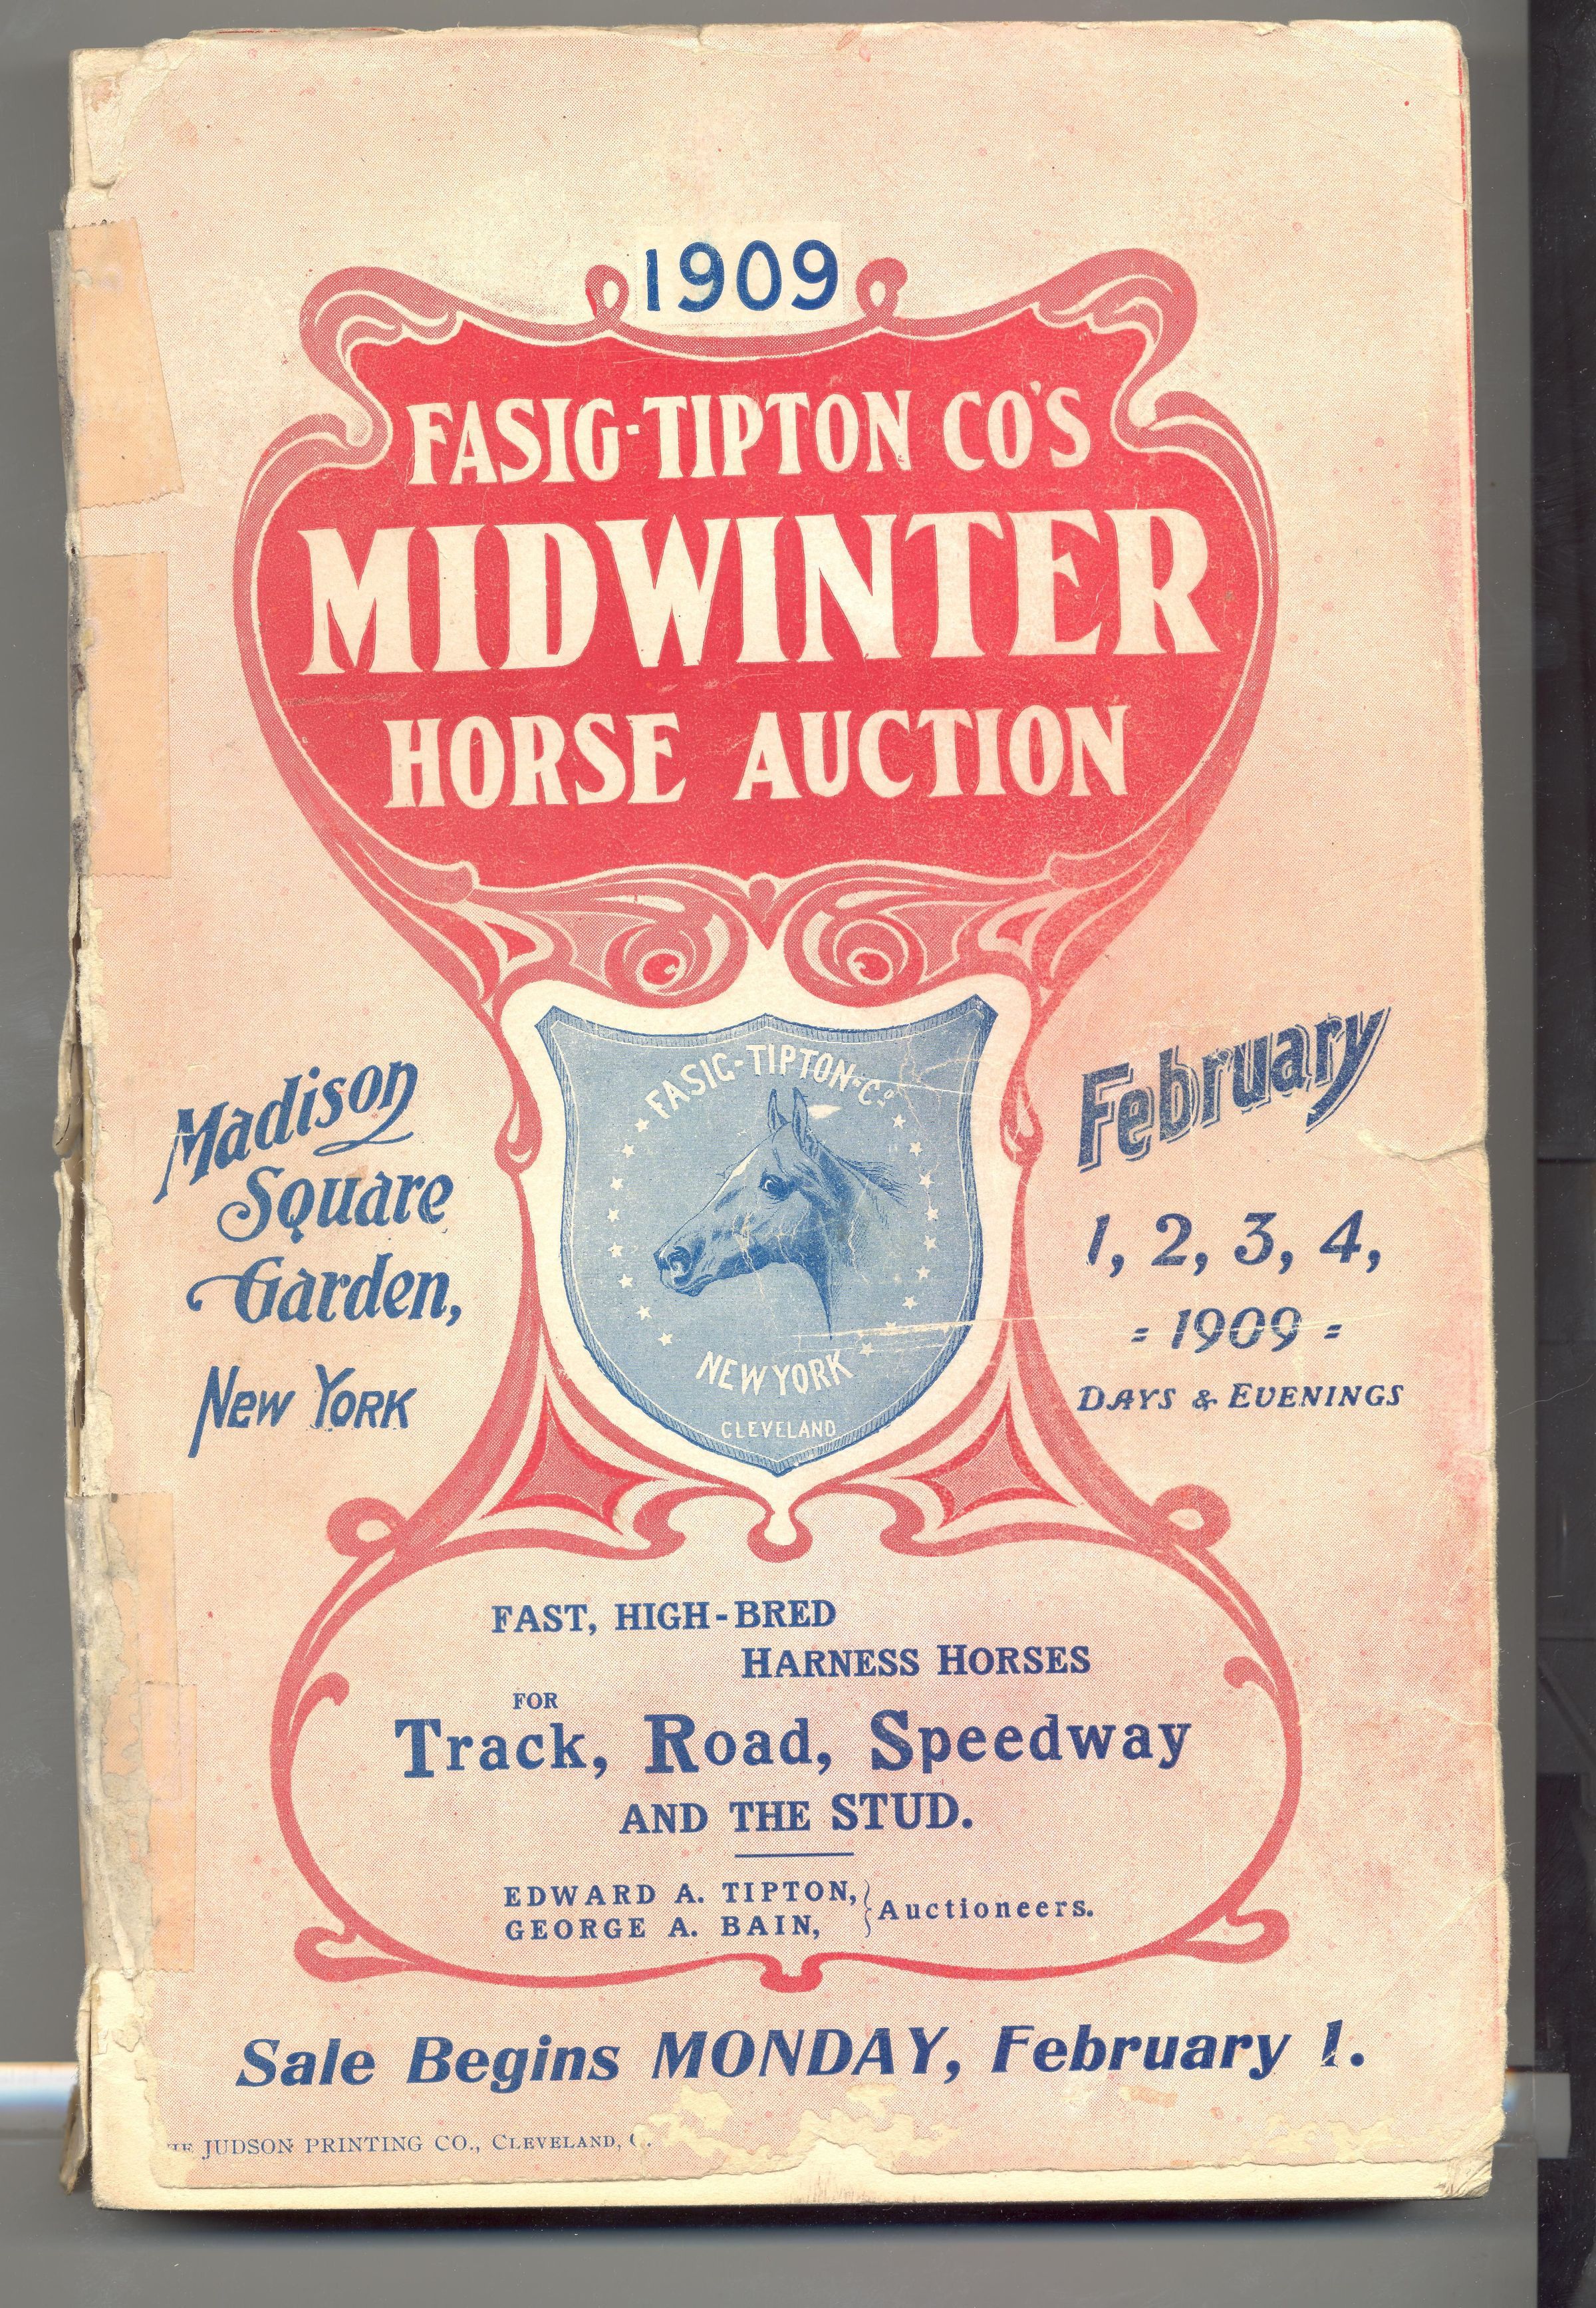 1909
FASIG-TIPTON CO'S
MIDWINTER
HORSE AUCTION
FASIG-TIPTON-Co
NEW YORK
CLEVELAND
Madison
Square
Garden,
New York
February
1, 2, 3, 4,
= 1909 =
DAYS & EVENINGS
FAST, HIGH-BRED
HARNESS HORSES
FOR
Track, Road, Speedway
AND THE STUD.
EDWARD A. TIPTON,
GEORGE A. BAIN,
Auctioneers.
Sale Begins MONDAY, February 1.
JUDSON PRINTING CO., CLEVELAND,